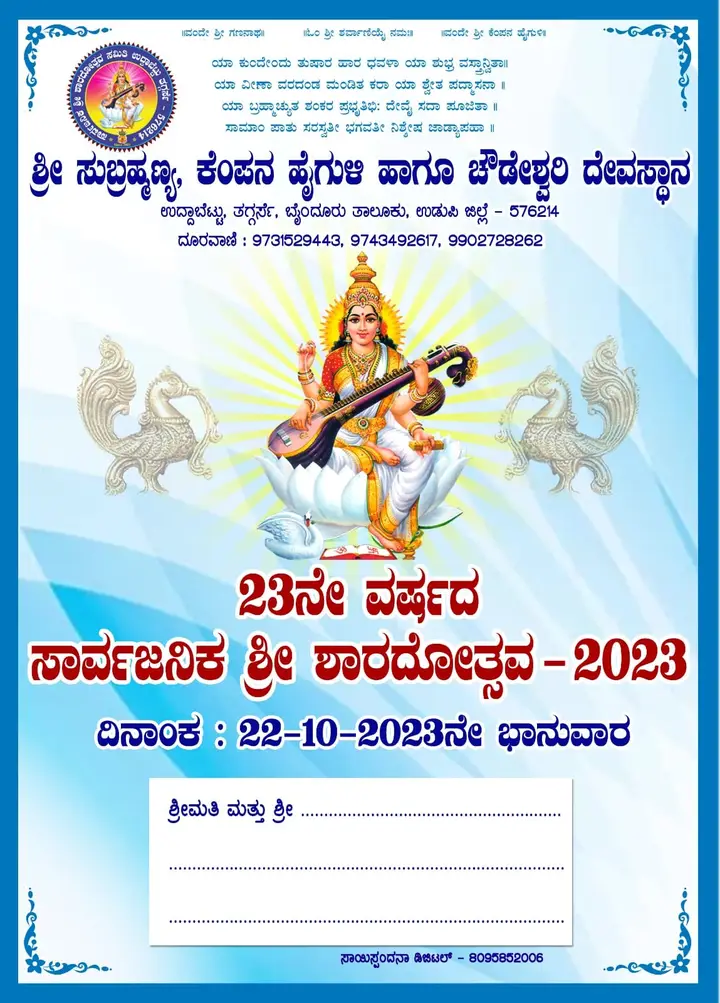 ॥ವಂದೇ ಶ್ರೀ ಗಣನಾಥ॥ ॥ಓಂ ಶ್ರೀ ಶರ್ವಾಣಿಯೈ ನಮಃ॥ ॥ವಂದೇ ಶ್ರೀ ಕೆಂಪನ ಹೈಗುಳಿ॥
ಯಾ ಕುಂದೇಂದು ತುಷಾರ ಹಾರ ಧವಳಾ ಯಾ ಶುಭ್ರ ವಸ್ತ್ರಾನ್ವಿತಾ॥
ಯಾ ವೀಣಾ ವರದಂಡ ಮಂಡಿತ ಕರಾ ಯಾ ಶ್ವೇತ ಪದ್ಮಾಸನಾ ।
ಯಾ ಬ್ರಹ್ಮಾಚ್ಯುತ ಶಂಕರ ಪ್ರಭೃತಿಭಿಃ ದೇವೈ ಸದಾ ಪೂಜಿತಾ ॥
ಸಾಮಾಂ ಪಾತು ಸರಸ್ವತೀ ಭಗವತೀ ನಿಶ್ಶೇಷ ಜಾಡ್ಯಾಪಹಾ ॥
ಶ್ರೀ ಸುಬ್ರಹ್ಮಣ್ಯ, ಕೆಂಪನ ಹೈಗುಳಿ ಹಾಗೂ ಚೌಡೇಶ್ವರಿ ದೇವಸ್ಥಾನ
ಉದ್ದಾಬೆಟ್ಟು, ತಗ್ಗರ್ಸೆ, ಬೈಂದೂರು ತಾಲೂಕು, ಉಡುಪಿ ಜಿಲ್ಲೆ - 576214
ದೂರವಾಣಿ : 9731529443, 9743492617, 9902728262
23ನೇ ವರ್ಷದ
ಸಾರ್ವಜನಿಕ ಶ್ರೀ ಶಾರದೋತ್ಸವ - 2023
ದಿನಾಂಕ : 22-10-2023ನೇ ಭಾನುವಾರ
ಶ್ರೀಮತಿ ಮತ್ತು ಶ್ರೀ ........................................................
ಸಾಯಿಸ್ಪಂದನಾ ಡಿಜಿಟಲ್ - 8095852006